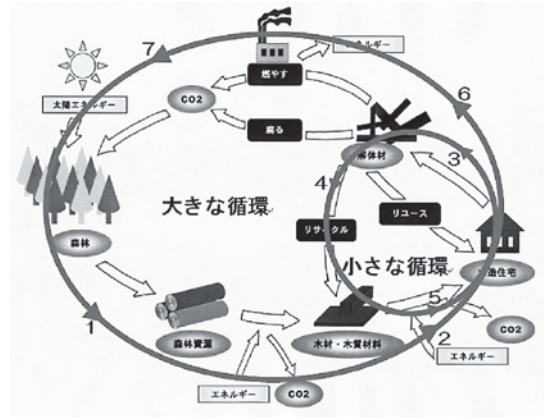 7
エネルギー
燃やす
6
太陽エネルギー
CO2
腐る
解体材
3
4
大きな循環
リサイクル
リユース
森林
小さな循環
造住宅
5
1
2
CO2
森林資源
木材・木質材料
エネルギー
エネルギー
CO2